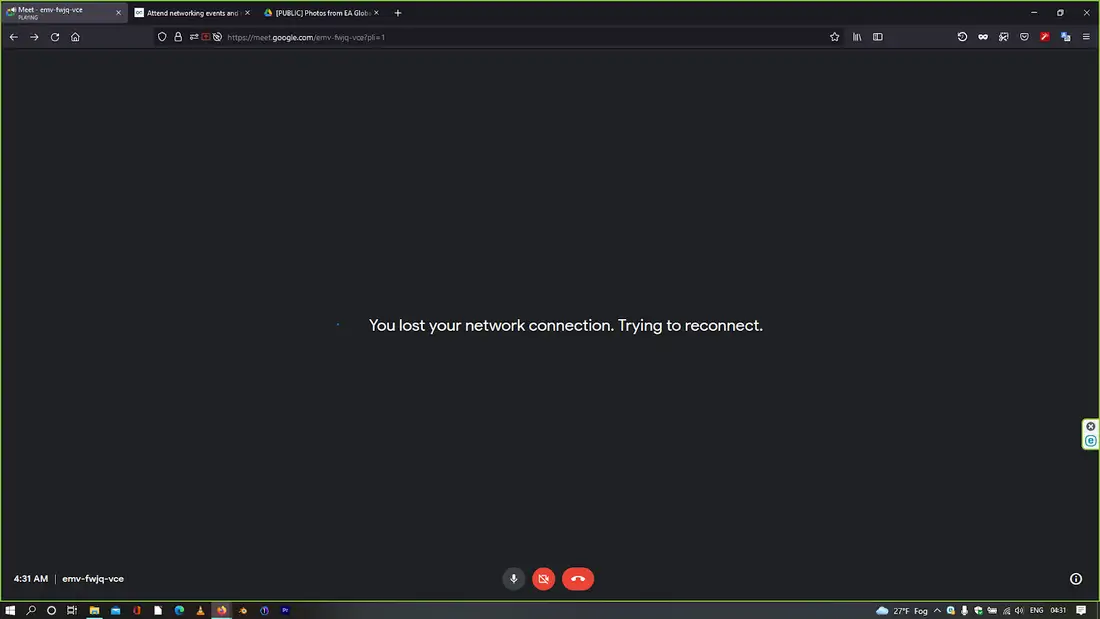 Meet - emv-fwjq-vce
PLAYING
Attend networking events and
[PUBLIC] Photos from EA Globa
https://meet.google.com/emv-fwjq-vce?pli=1
You lost your network connection. Trying to reconnect.
4:31 AM | emv-fwjq-vce
27°F Fog
ENG
04:31